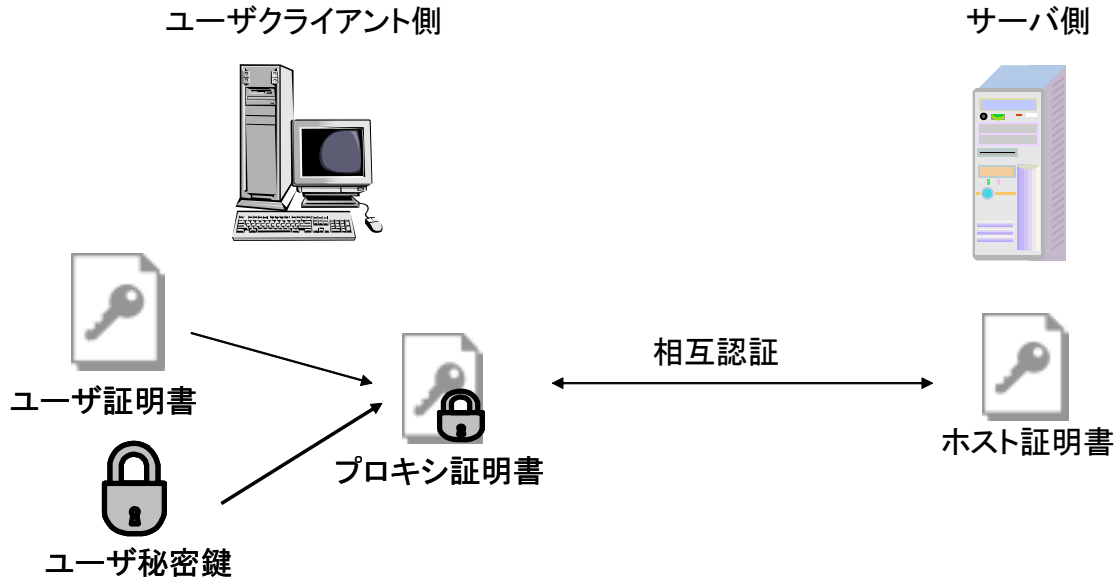 ユーザクライアント側
サーバ側
相互認証
ユーザ証明書
プロキシ証明書
ホスト証明書
ユーザ秘密鍵